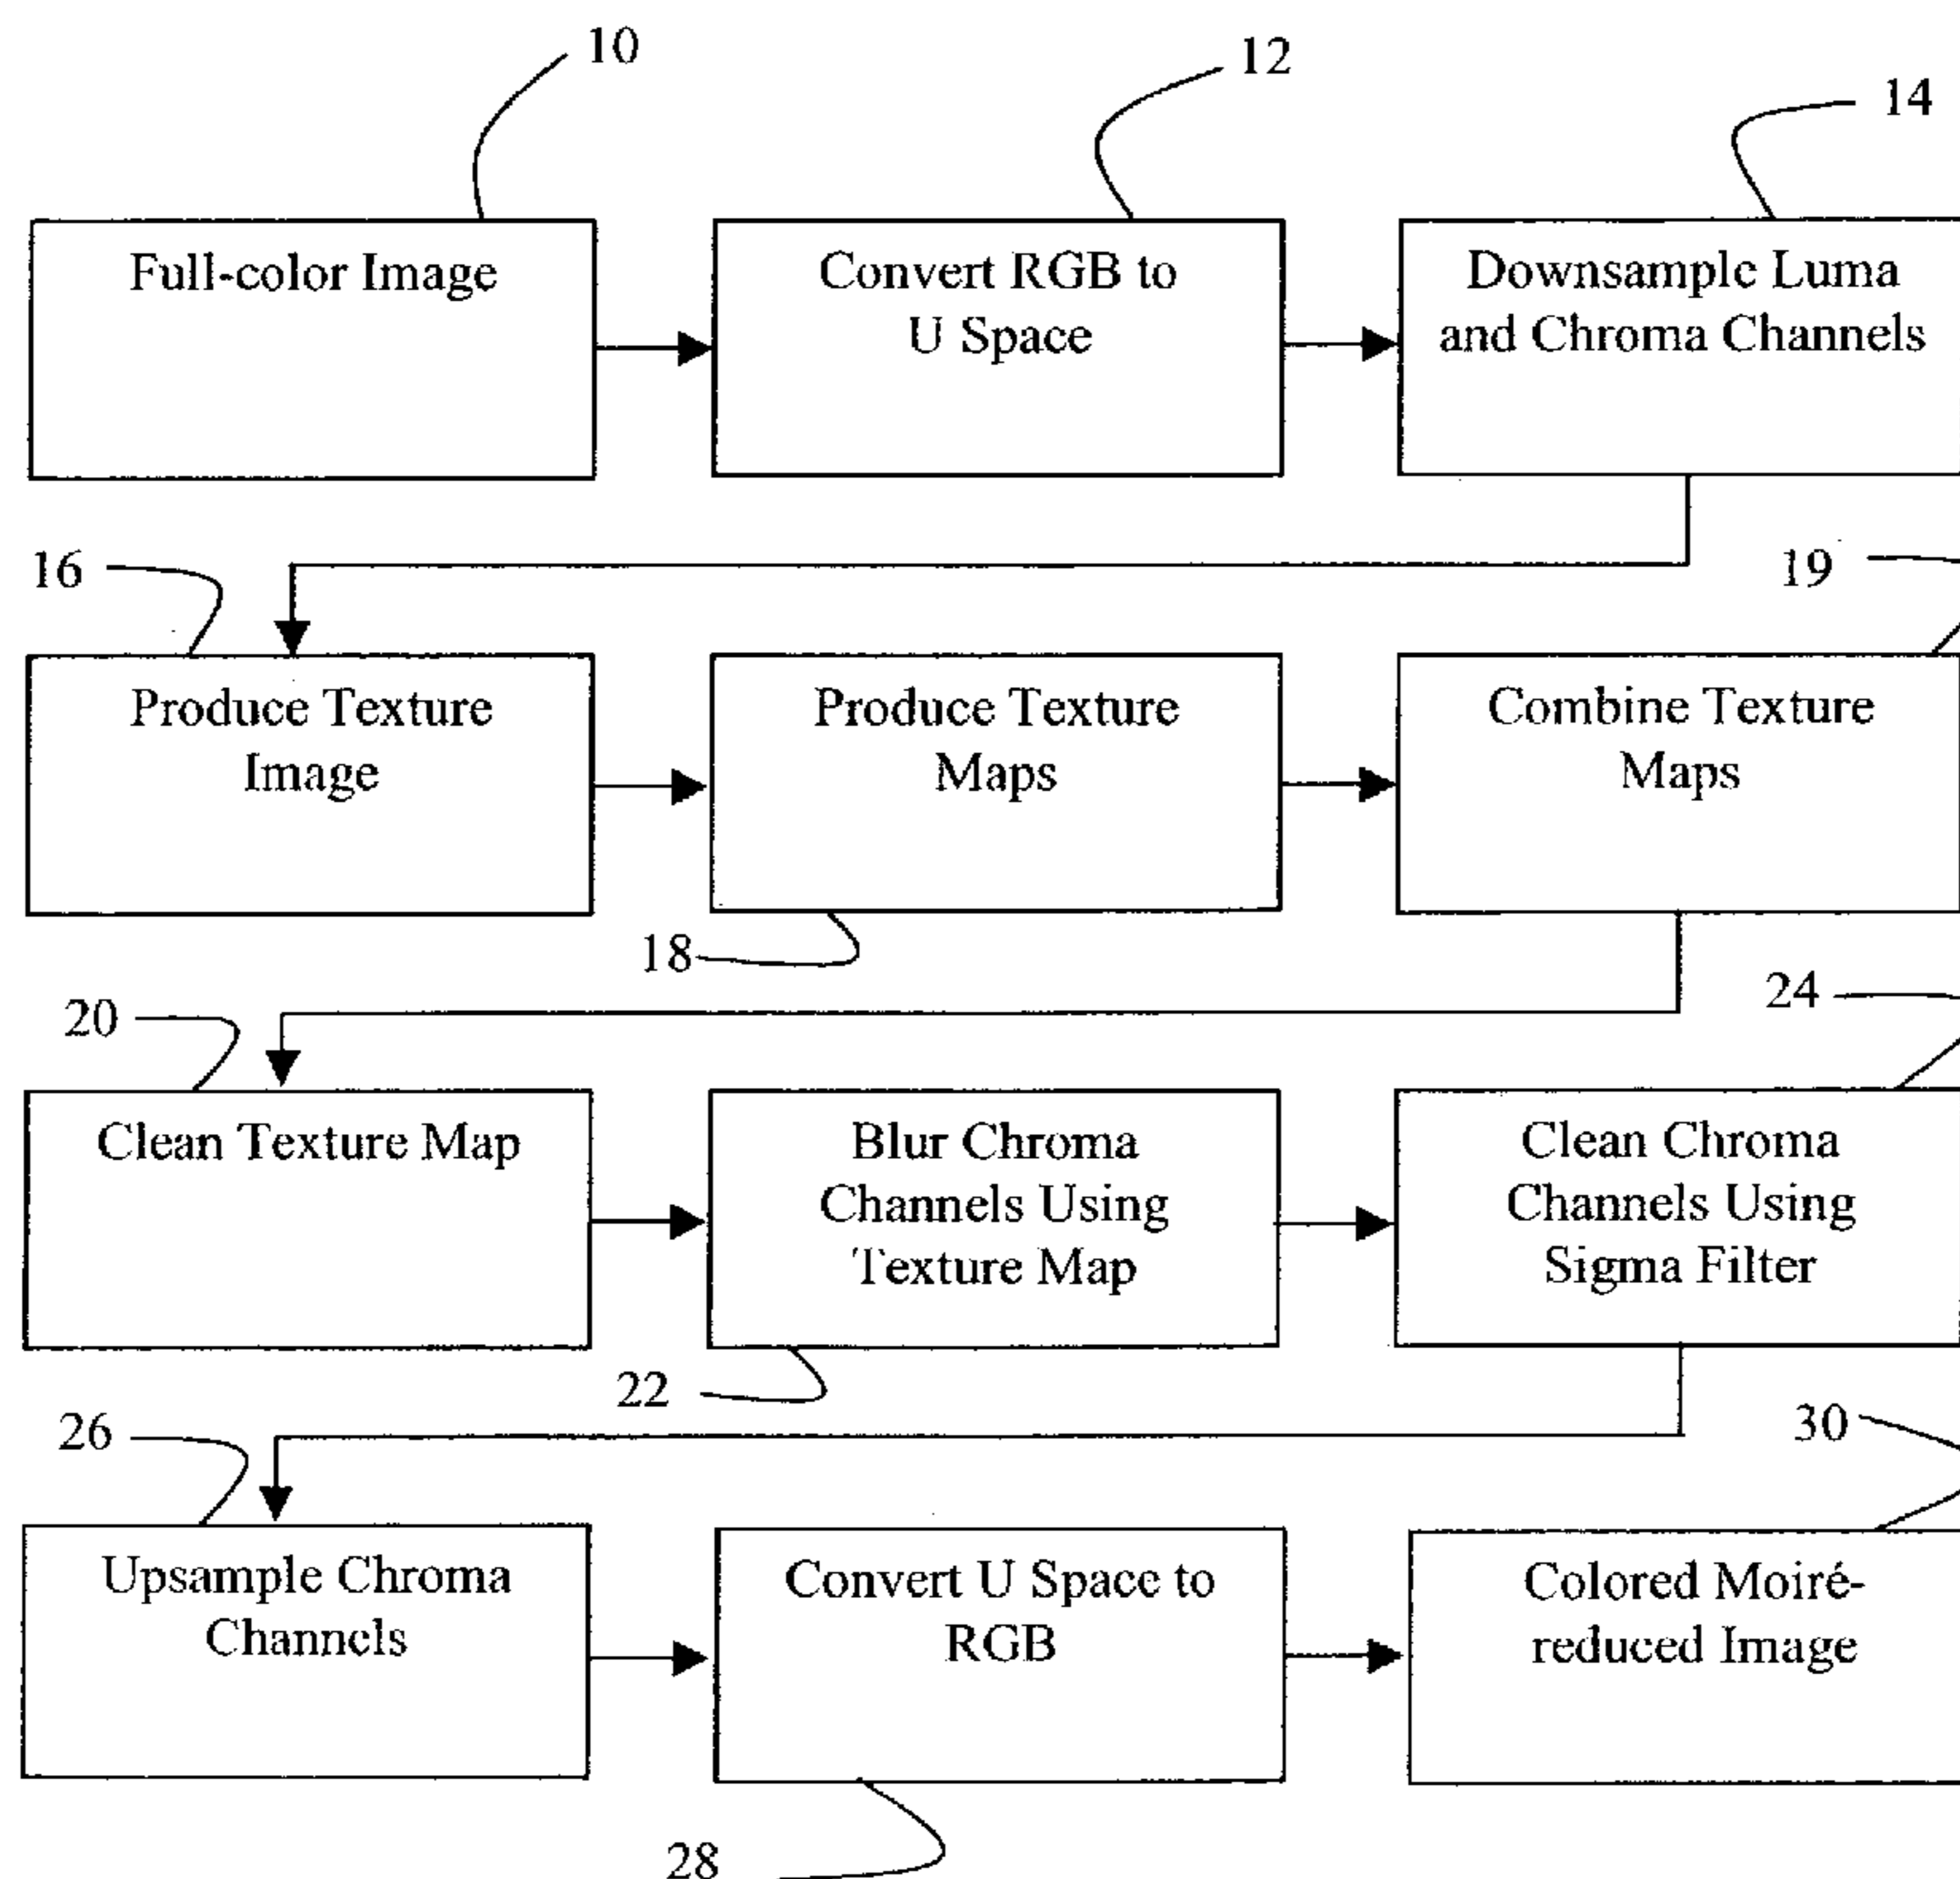 10
12
14
Full-color Image
Convert RGB to
U Space
Downsample Luma
and Chroma Channels
16
19
Produce Texture
Image
Produce Texture
Maps
Combine Texture
Maps
18
20
24
Clean Texture Map
Blur Chroma
Channels Using
Texture Map
Clean Chroma
Channels Using
Sigma Filter
22
26
30
Upsample Chroma
Channels
Convert U Space to
RGB
Colored Moiré-
reduced Image
28